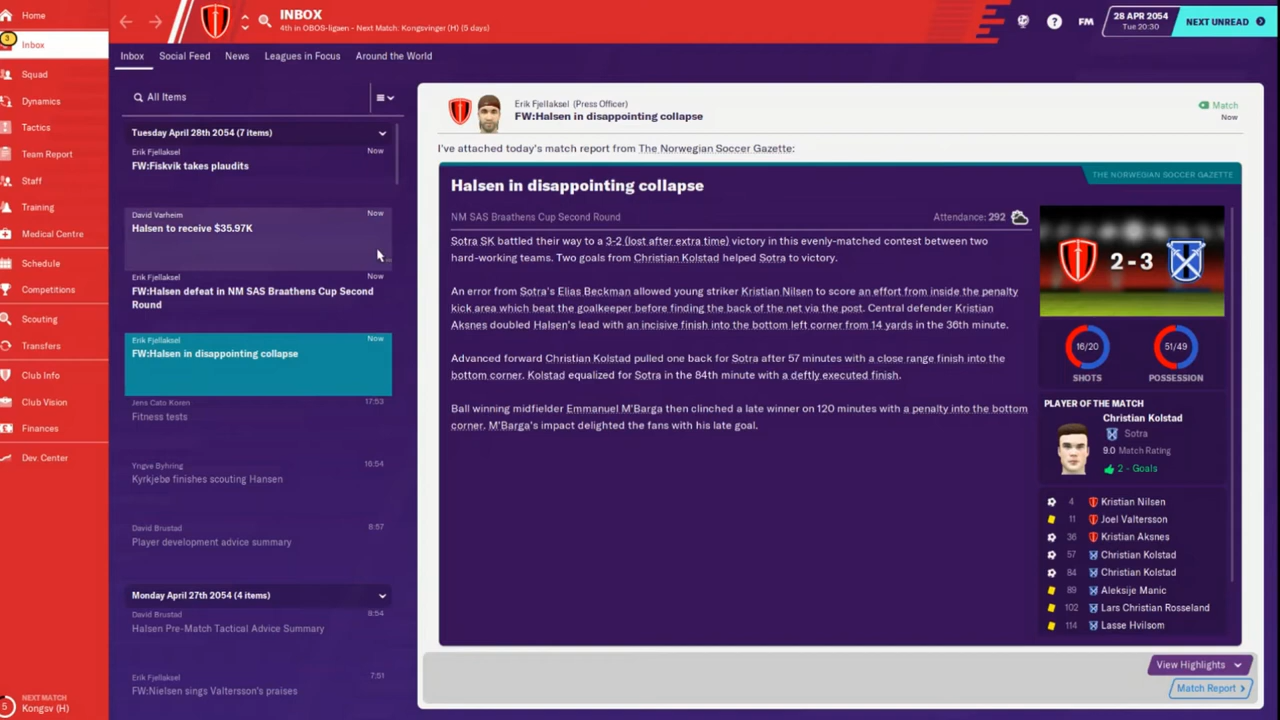 Home
INBOX
4th in OBOS-ligaen - Next Match: Kongsvinger (H) (5 days)
FM
28 APR 2054
Tue 20:30
NEXT UNREAD
3
Inbox
Squad
Dynamics
Tactics
Team Report
Staff
Training
Medical Centre
Schedule
Competitions
Scouting
Transfers
Club Info
Club Vision
Finances
Dev. Center
5
NEXT MATCH
Kongsv (H)
Inbox
Social Feed
News
Leagues in Focus
Around the World
All Items
Tuesday April 28th 2054 (7 items)
Erik Fjellaksel
Now
FW:Fiskvik takes plaudits
David Varheim
Now
Halsen to receive $35.97K
Erik Fjellaksel
Now
FW:Halsen defeat in NM SAS Braathens Cup Second
Round
Erik Fjellaksel
Now
FW:Halsen in disappointing collapse
Jens Cato Koren
17:53
Fitness tests
Yngve Byhring
16:54
Kyrkjebø finishes scouting Hansen
David Brustad
8:57
Player development advice summary
Monday April 27th 2054 (4 items)
David Brustad
8:54
Halsen Pre-Match Tactical Advice Summary
Erik Fjellaksel
7:51
FW:Nielsen sings Valtersson's praises
Erik Fjellaksel (Press Officer)
FW:Halsen in disappointing collapse
Match
Now
I've attached today's match report from The Norwegian Soccer Gazette:
THE NORWEGIAN SOCCER GAZETTE
Halsen in disappointing collapse
NM SAS Braathens Cup Second Round
Attendance: 292
Sotra SK battled their way to a 3-2 (lost after extra time) victory in this evenly-matched contest between two
hard-working teams. Two goals from Christian Kolstad helped Sotra to victory.
An error from Sotra's Elias Beckman allowed young striker Kristian Nilsen to score an effort from inside the penalty
kick area which beat the goalkeeper before finding the back of the net via the post. Central defender Kristian
Aksnes doubled Halsen's lead with an incisive finish into the bottom left corner from 14 yards in the 36th minute.
Advanced forward Christian Kolstad pulled one back for Sotra after 57 minutes with a close range finish into the
bottom corner. Kolstad equalized for Sotra in the 84th minute with a deftly executed finish.
Ball winning midfielder Emmanuel M'Barga then clinched a late winner on 120 minutes with a penalty into the bottom
corner. M'Barga's impact delighted the fans with his late goal.
2 - 3
16/20
SHOTS
51/49
POSSESSION
PLAYER OF THE MATCH
Christian Kolstad
Sotra
9.0 Match Rating
2 - Goals
4 Kristian Nilsen
11 Joel Valtersson
36 Kristian Aksnes
57 Christian Kolstad
84 Christian Kolstad
89 Aleksije Manic
102 Lars Christian Rosseland
114 Lasse Hvilsom
View Highlights
Match Report